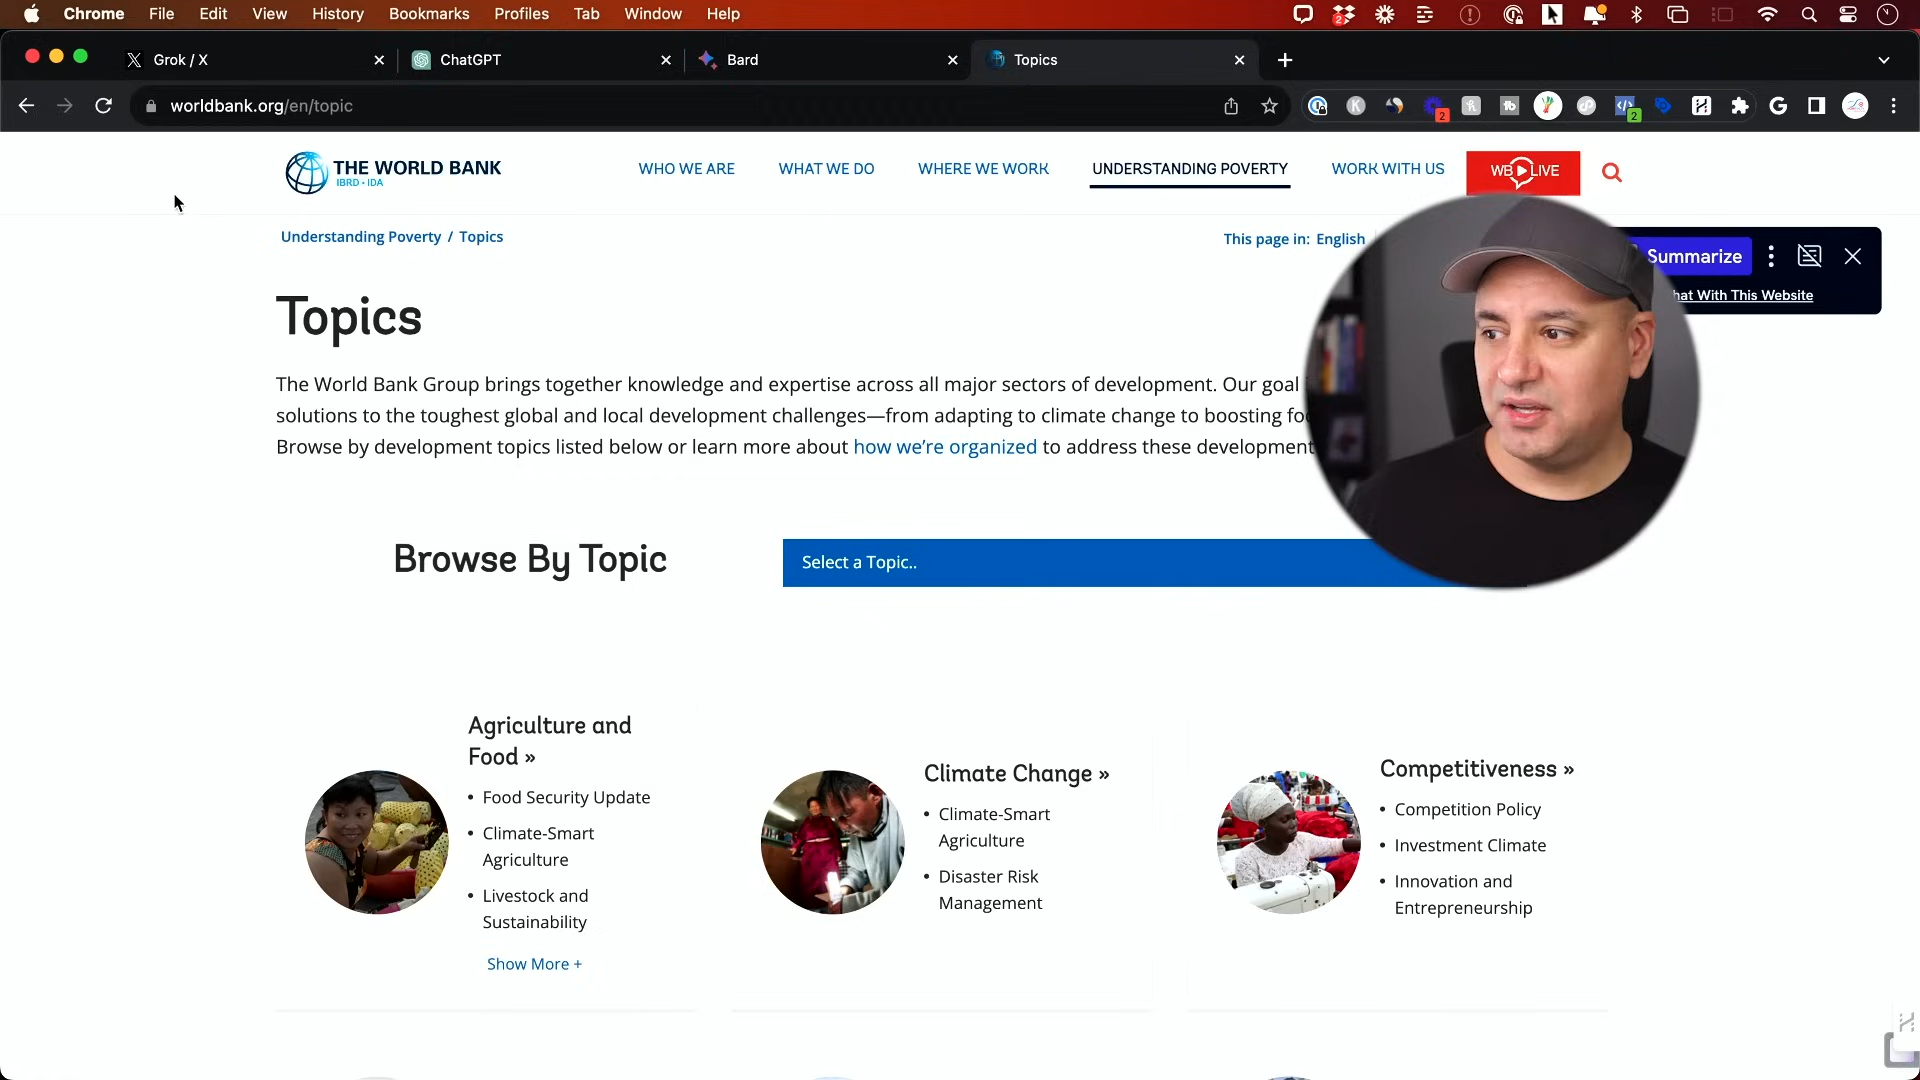 Chrome File Edit View History Bookmarks Profiles Tab Window Help
Grok / X
ChatGPT
Bard
Topics
worldbank.org/en/topic
THE WORLD BANK
IBRD • IDA
WHO WE ARE
WHAT WE DO
WHERE WE WORK
UNDERSTANDING POVERTY
WORK WITH US
WB LIVE
Understanding Poverty / Topics
This page in: English
Summarize
hat With This Website
Topics
The World Bank Group brings together knowledge and expertise across all major sectors of development. Our goal
solutions to the toughest global and local development challenges—from adapting to climate change to boosting
Browse by development topics listed below or learn more about how we're organized to address these development
Browse By Topic
Select a Topic..
Agriculture and
Food »
• Food Security Update
• Climate-Smart
Agriculture
• Livestock and
Sustainability
Show More +
Climate Change »
• Climate-Smart
Agriculture
• Disaster Risk
Management
Competitiveness »
• Competition Policy
• Investment Climate
• Innovation and
Entrepreneurship